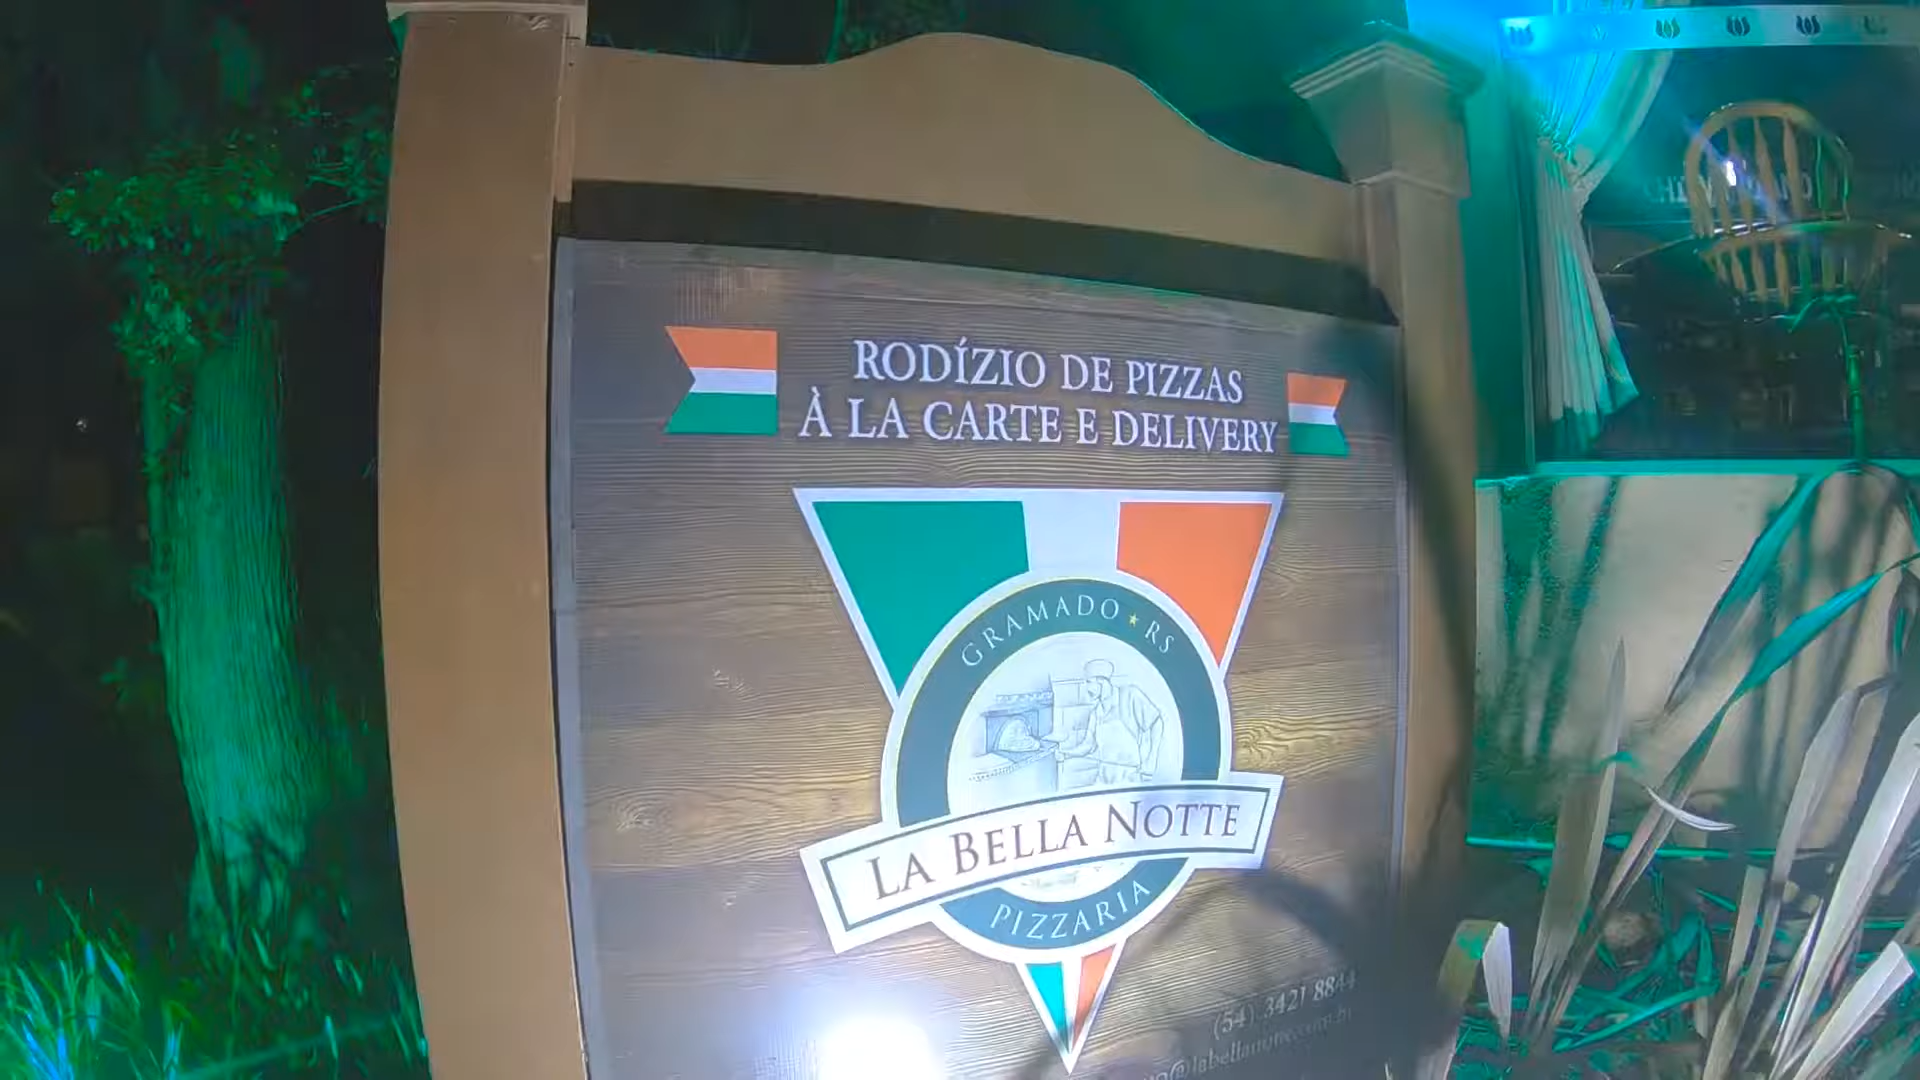 RODÍZIO DE PIZZAS
À LA CARTE E DELIVERY
GRAMADO ★ RS
LA BELLA NOTTE
PIZZARIA
(54) 3421 8844